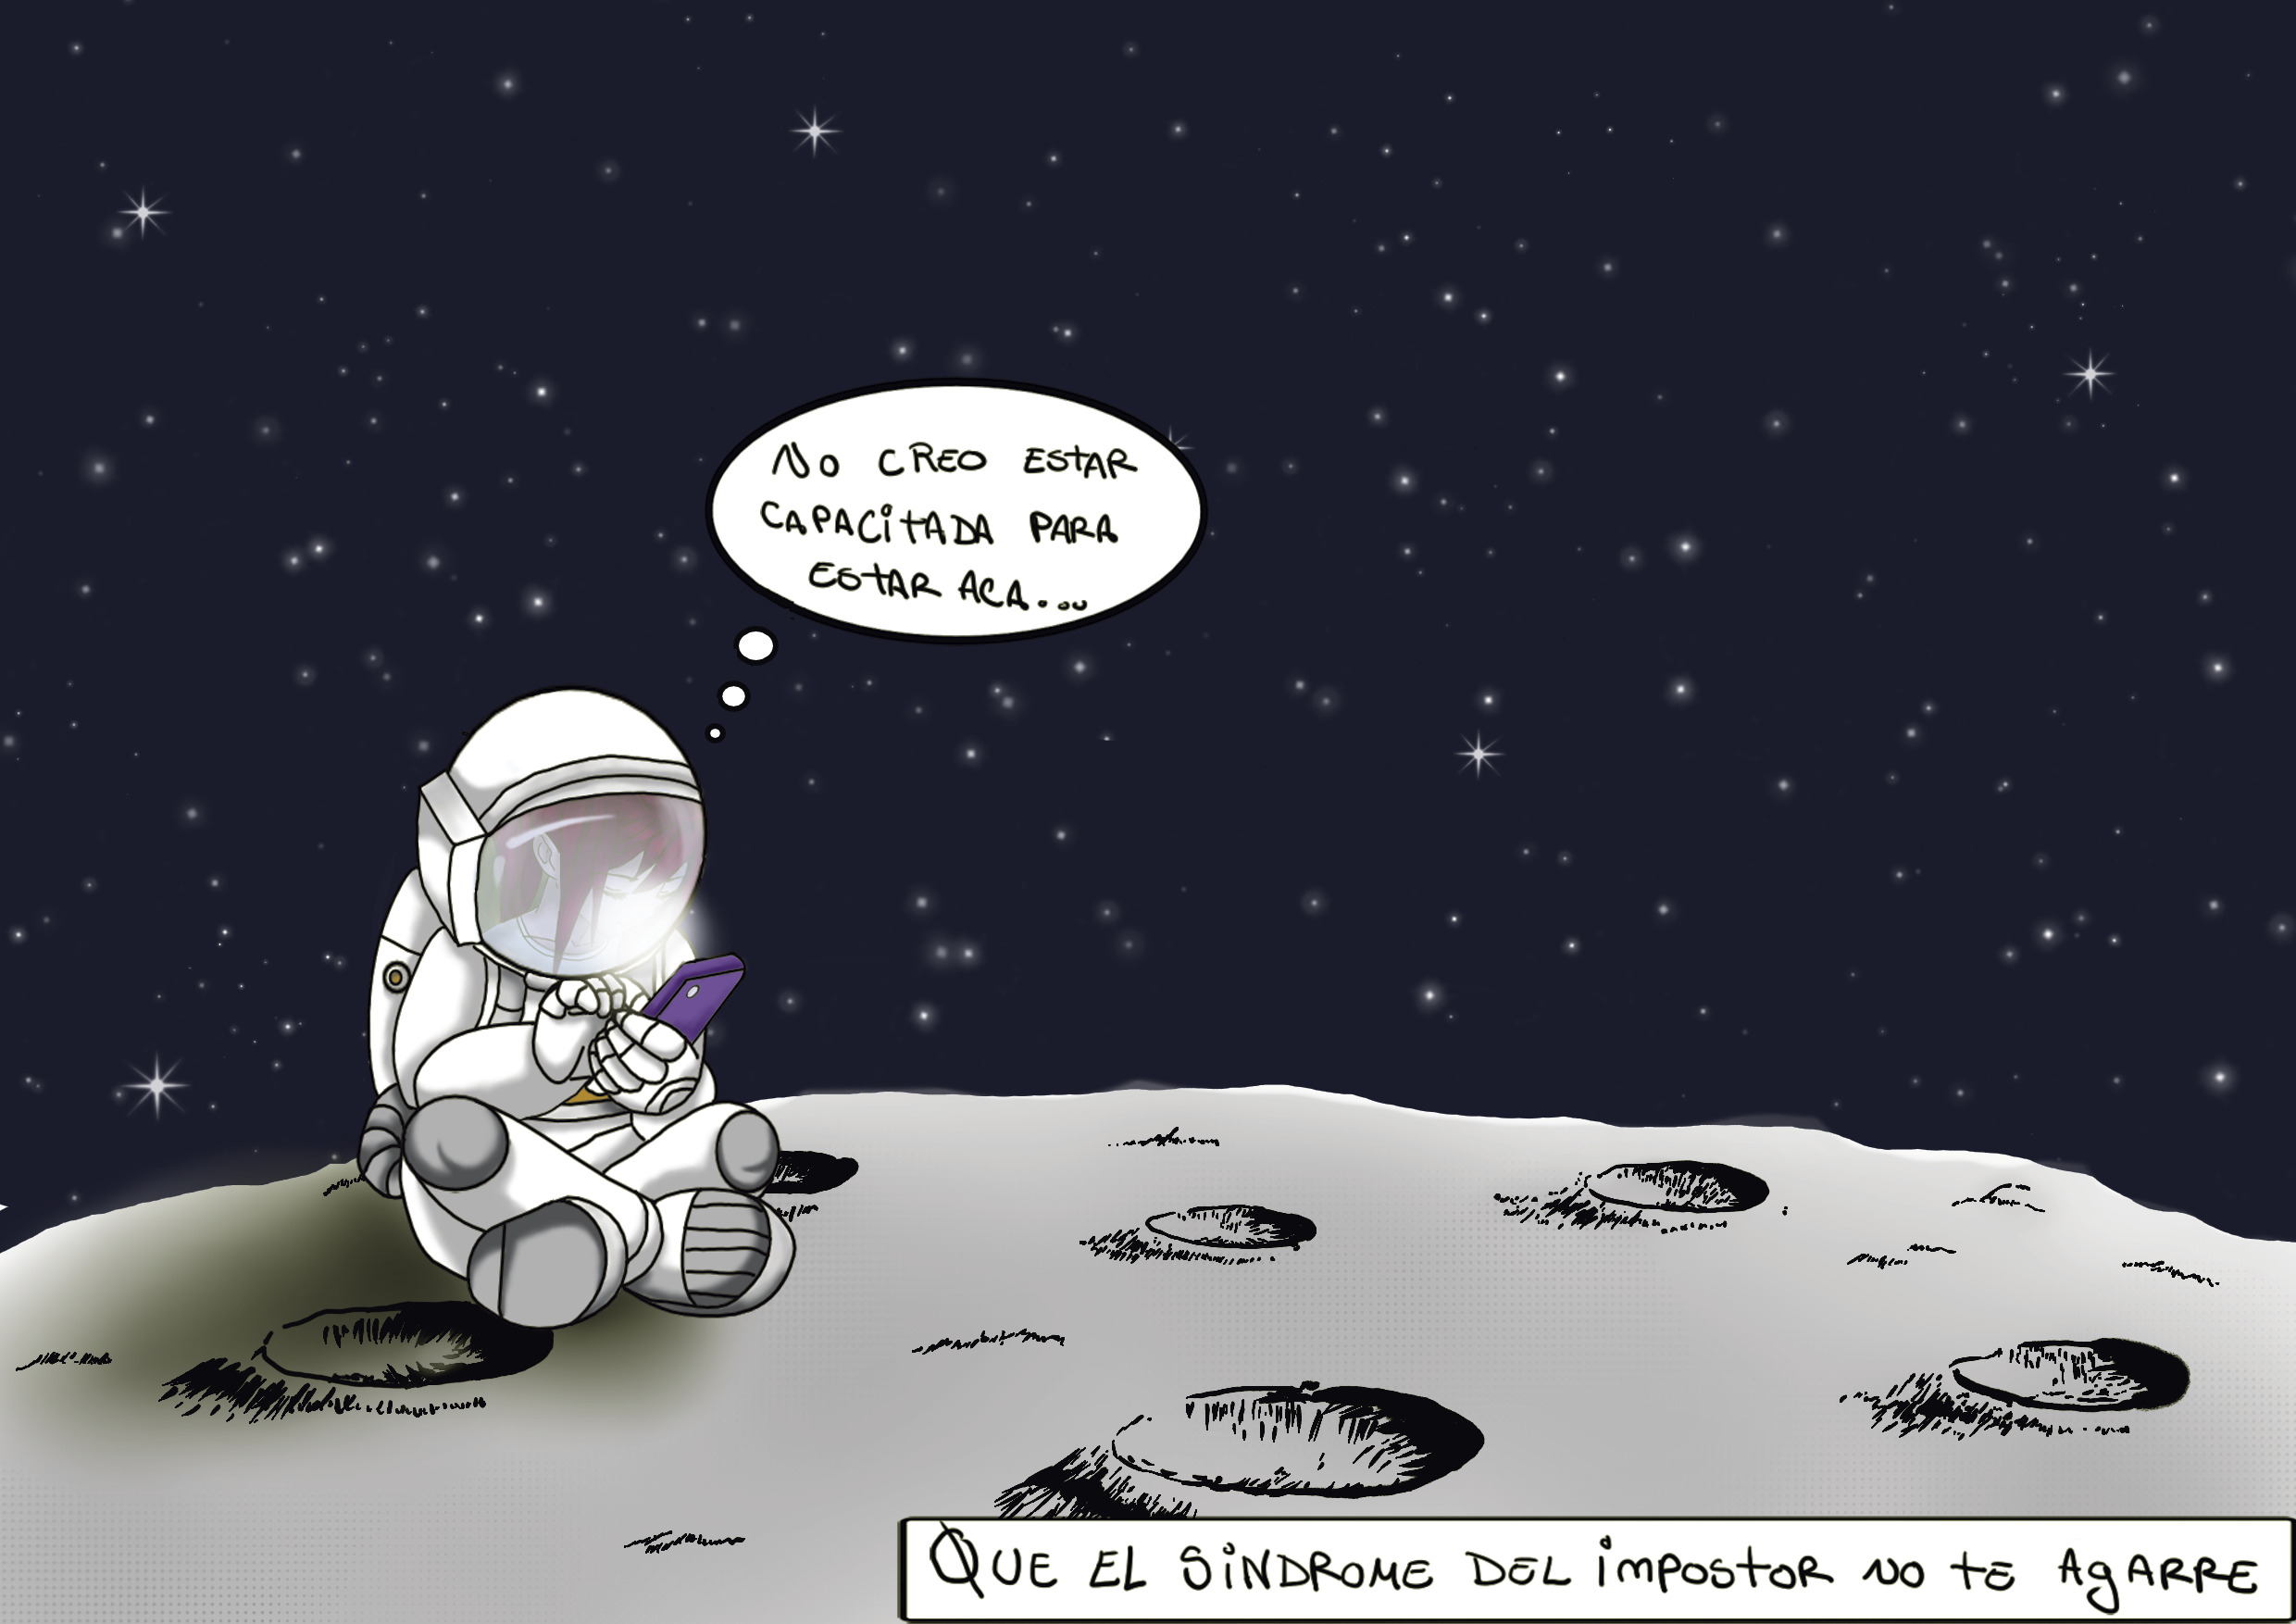 No CREO ESTAR
CAPACiTADA PARA
ESTAR ACA...
QUE EL SiNDROME DEL impostoR NO TE AgARRE